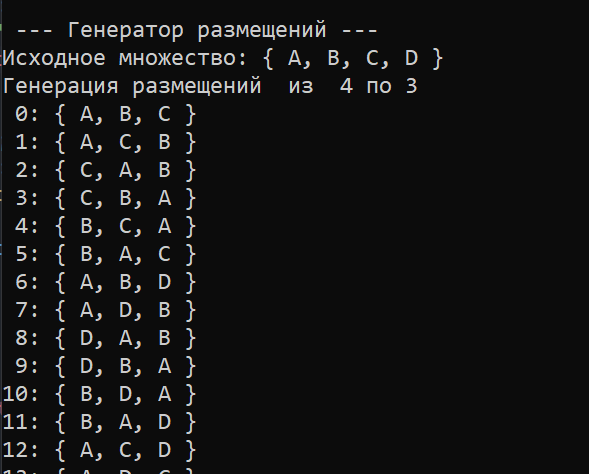 --- Генератор размещений ---
Исходное множество: { A, B, C, D }
Генерация размещений  из  4 по 3
 0: { A, B, C }
 1: { A, C, B }
 2: { C, A, B }
 3: { C, B, A }
 4: { B, C, A }
 5: { B, A, C }
 6: { A, B, D }
 7: { A, D, B }
 8: { D, A, B }
 9: { D, B, A }
10: { B, D, A }
11: { B, A, D }
12: { A, C, D }